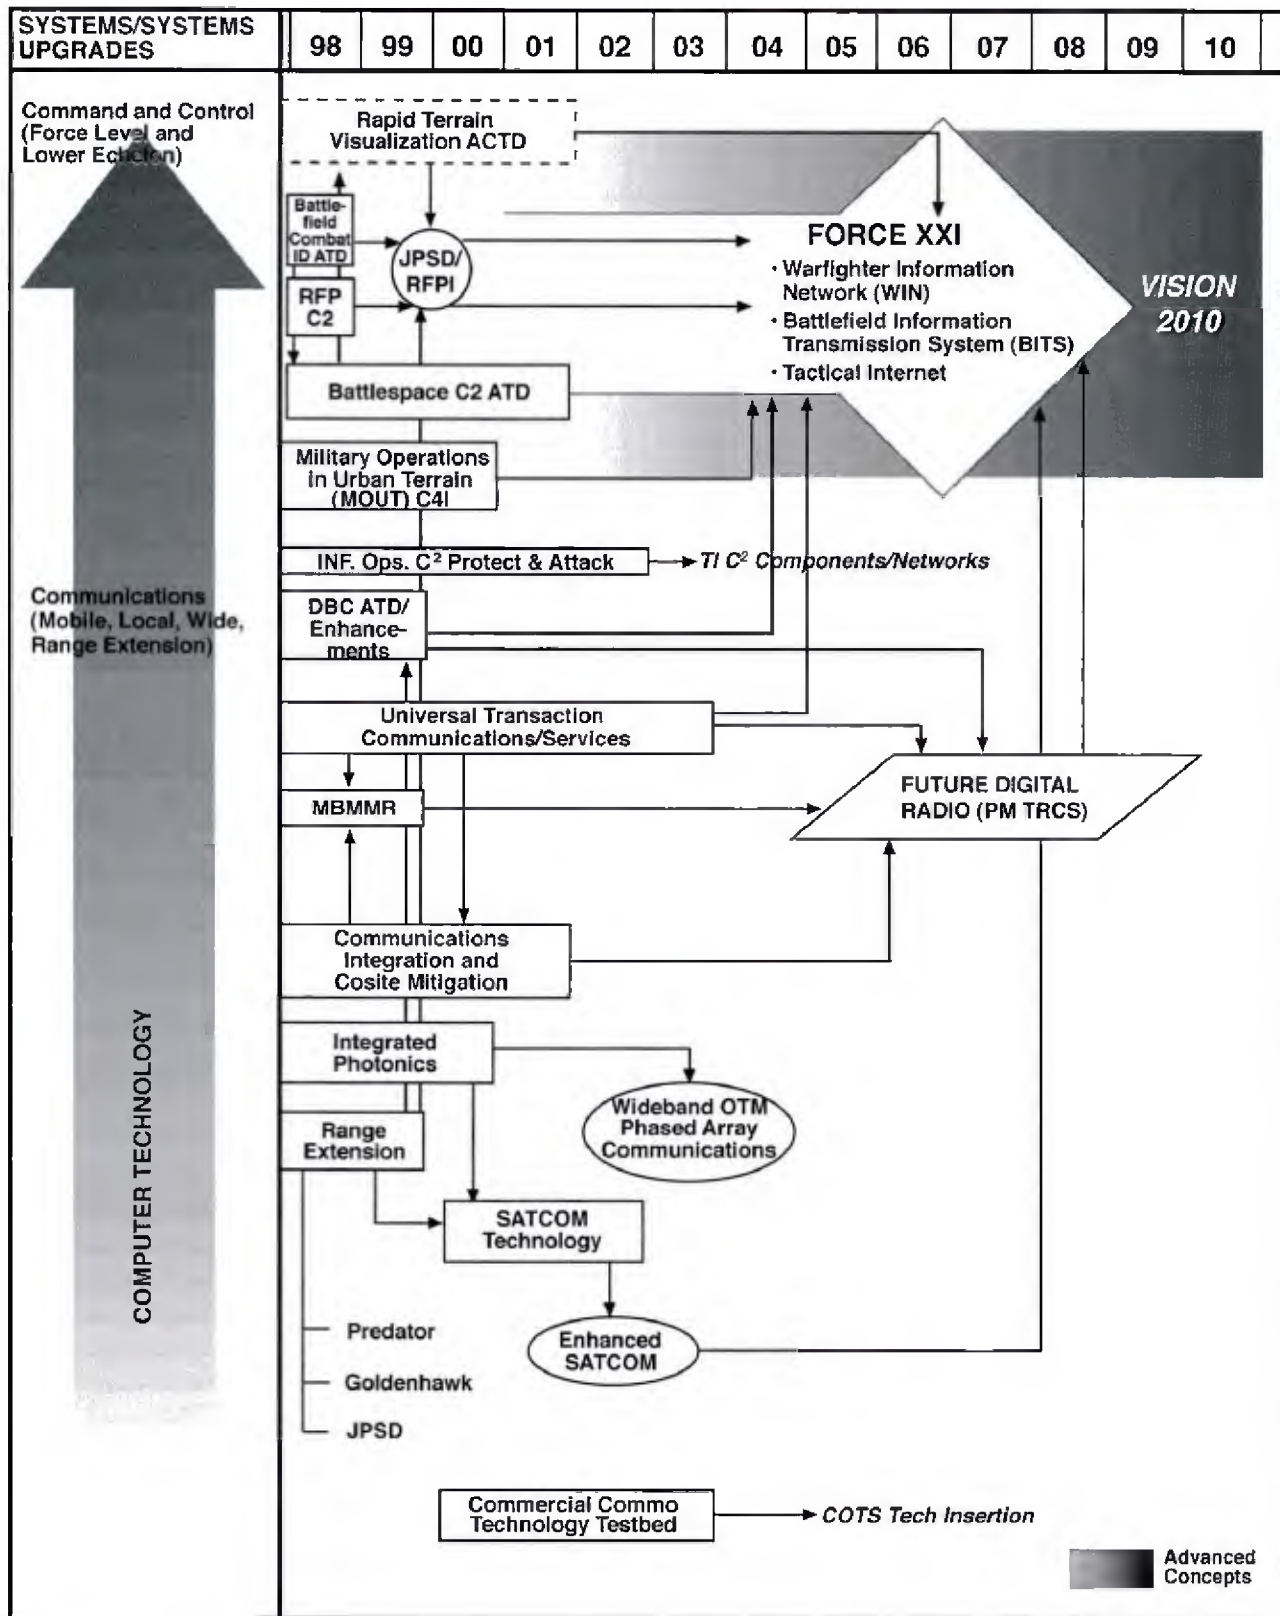 SYSTEMS/SYSTEMS
UPGRADES
98 99 00 01 02 03 04 05 06 07 08 09 10
Command and Control
(Force Level and
Lower Echelon)
Rapid Terrain
Visualization ACTD
Battle-
field
Combat
ID ATD
JPSD/
RFPI
RFP
C2
FORCE XXI
• Warfighter Information
Network (WIN)
• Battlefield Information
Transmission System (BITS)
• Tactical Internet
VISION
2010
Battlespace C2 ATD
Military Operations
in Urban Terrain
(MOUT) C4I
INF. Ops. C² Protect & Attack
TI C² Components/Networks
Communications
(Mobile, Local, Wide,
Range Extension)
DBC ATD/
Enhance-
ments
Universal Transaction
Communications/Services
MBMMR
FUTURE DIGITAL
RADIO (PM TRCS)
Communications
Integration and
Cosite Mitigation
COMPUTER TECHNOLOGY
Integrated
Photonics
Wideband OTM
Phased Array
Communications
Range
Extension
SATCOM
Technology
Predator
Enhanced
SATCOM
Goldenhawk
JPSD
Commercial Commo
Technology Testbed
COTS Tech Insertion
Advanced
Concepts